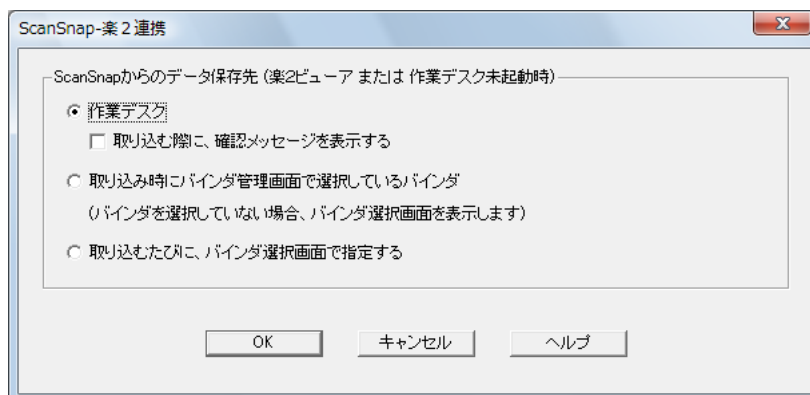 ScanSnap-楽2連携
ScanSnapからのデータ保存先 (楽2ビューア または 作業デスク未起動時)
作業デスク
取り込む際に、確認メッセージを表示する
取り込み時にバインダ管理画面で選択しているバインダ
(バインダを選択していない場合、バインダ選択画面を表示します)
取り込むたびに、バインダ選択画面で指定する
OK キャンセル ヘルプ